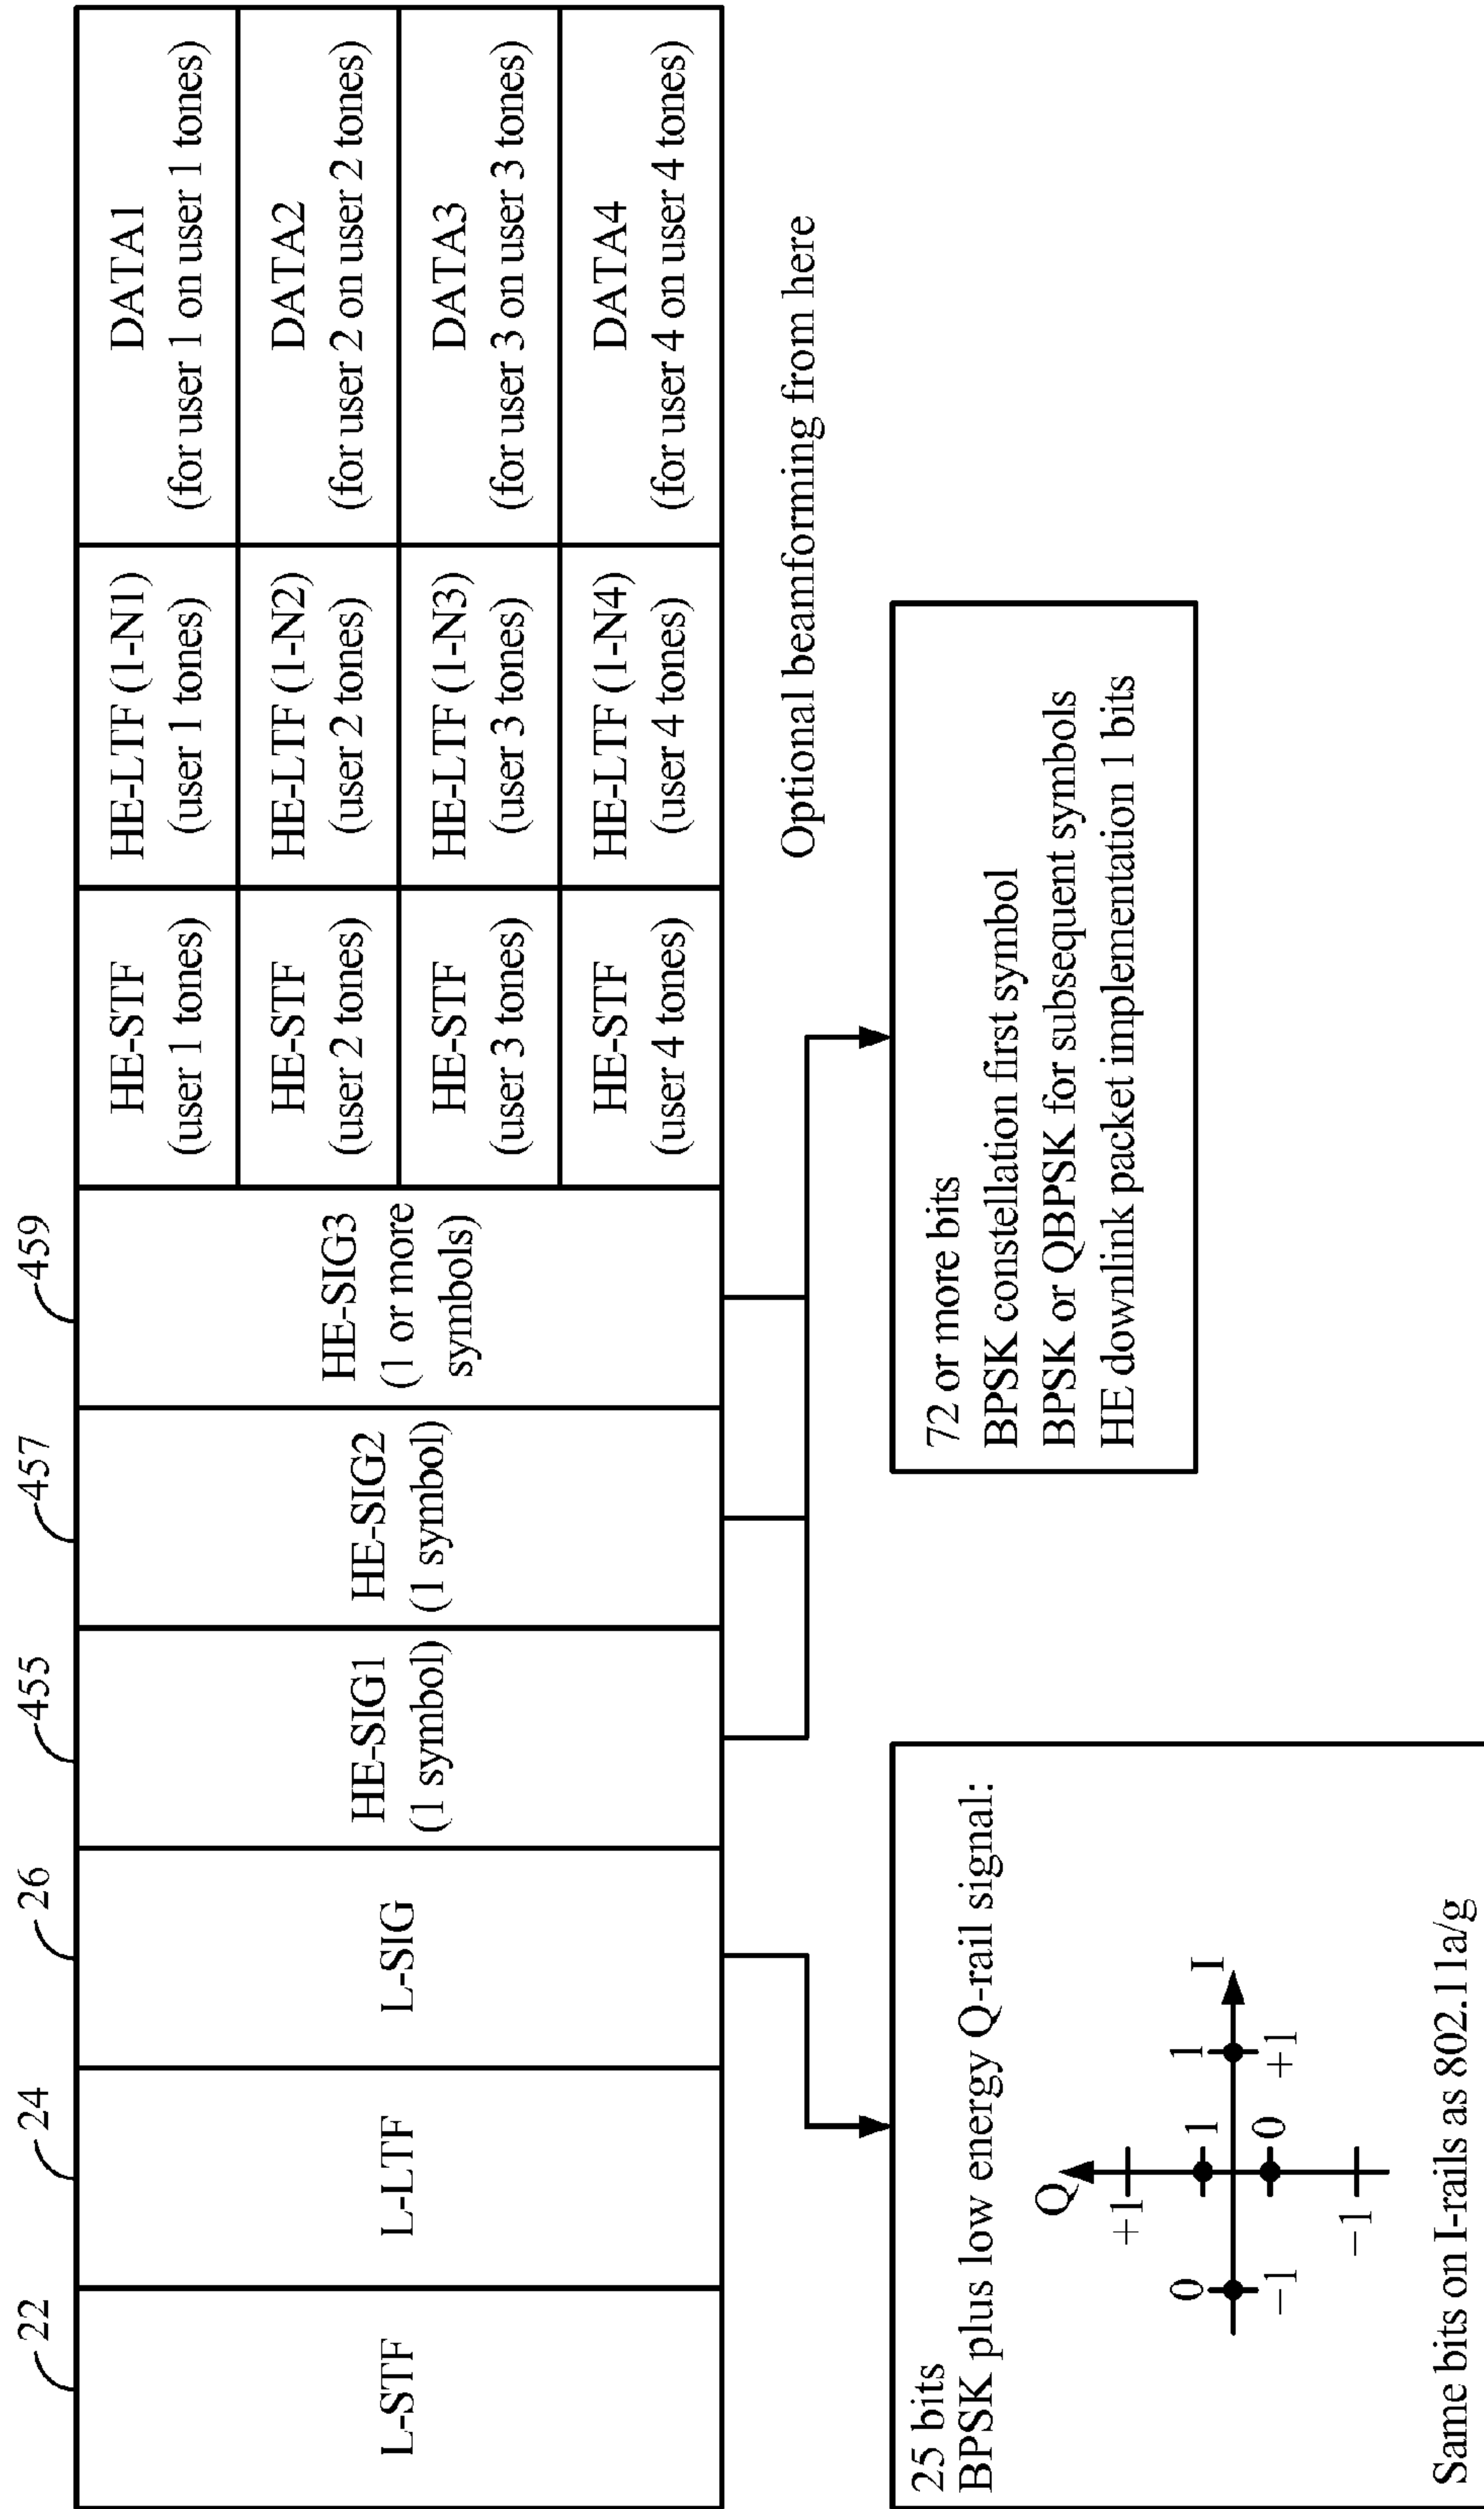 22
24
26
455
457
459
L-STF
L-LTF
L-SIG
HE-SIG1
(1 symbol)
HE-SIG2
(1 symbol)
HE-SIG3
(1 or more
symbols)
HE-STF
(user 1 tones)
HE-LTF (1-N1)
(user 1 tones)
DATA1
(for user 1 on user 1 tones)
HE-STF
(user 2 tones)
HE-LTF (1-N2)
(user 2 tones)
DATA2
(for user 2 on user 2 tones)
HE-STF
(user 3 tones)
HE-LTF (1-N3)
(user 3 tones)
DATA3
(for user 3 on user 3 tones)
HE-STF
(user 4 tones)
HE-LTF (1-N4)
(user 4 tones)
DATA4
(for user 4 on user 4 tones)
Optional beamforming from here
25 bits
BPSK plus low energy Q-rail signal:
Q
+1
1
0
1
I
−1
0
+1
−1
Same bits on I-rails as 802.11a/g
72 or more bits
BPSK constellation first symbol
BPSK or QBPSK for subsequent symbols
HE downlink packet implementation 1 bits